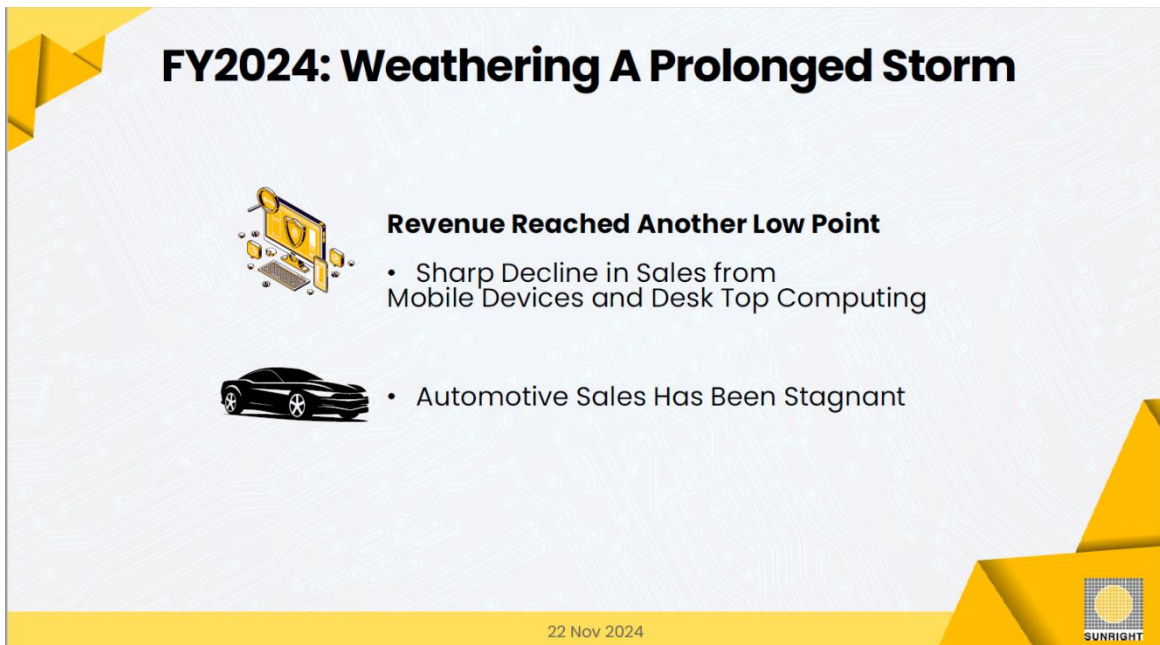 FY2024: Weathering A Prolonged Storm
Revenue Reached Another Low Point
• Sharp Decline in Sales from
Mobile Devices and Desk Top Computing
• Automotive Sales Has Been Stagnant
22 Nov 2024
SUNRIGHT